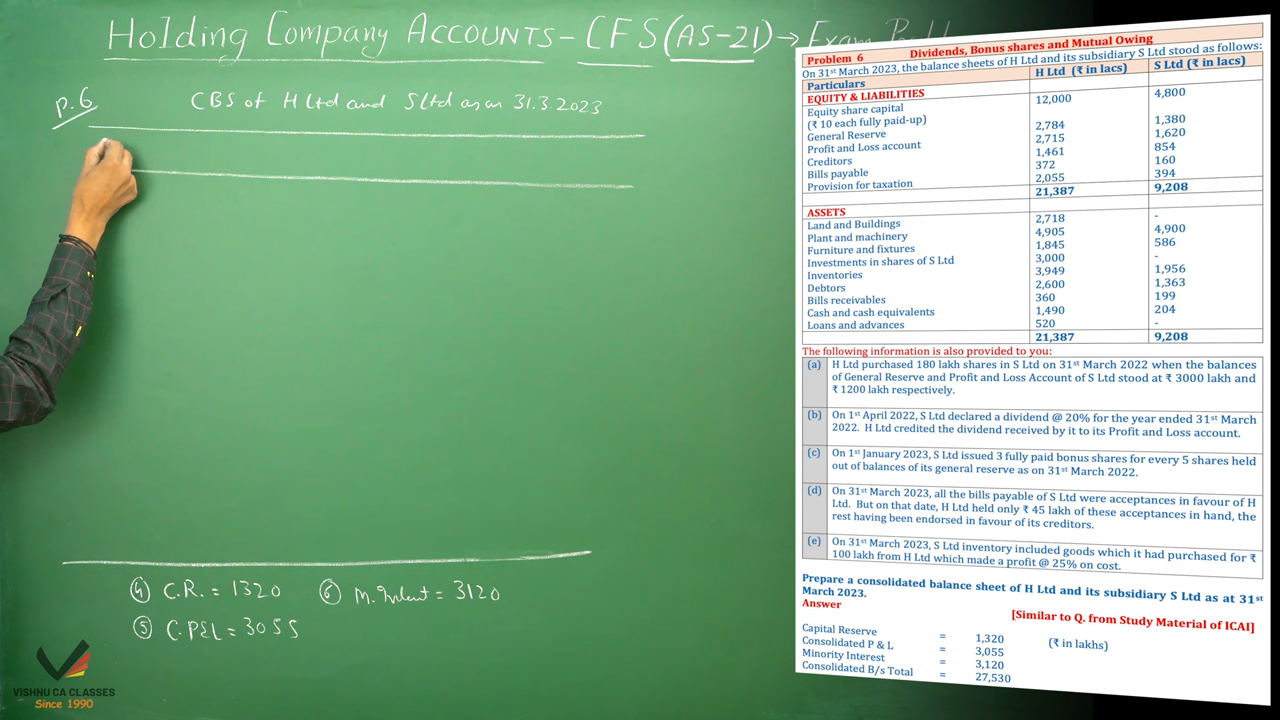 Holding Company Accounts - CFS (AS-21) → Exam
P.6 CBS of H Ltd and S Ltd as on 31.3.2023
④ C.R. = 1320 ⑥ M. Interest = 3120
⑤ C. P&L = 3055
VISHNU CA CLASSES
Since 1990
Problem 6 Dividends, Bonus shares and Mutual Owing
On 31st March 2023, the balance sheets of H Ltd and its subsidiary S Ltd stood as follows:
Particulars H Ltd (₹ in lacs) S Ltd (₹ in lacs)
EQUITY & LIABILITIES
Equity share capital 12,000 4,800
(₹ 10 each fully paid-up)
General Reserve 2,784 1,380
Profit and Loss account 2,715 1,620
Creditors 1,461 854
Bills payable 372 160
Provision for taxation 2,055 394
21,387 9,208
ASSETS
Land and Buildings 2,718 -
Plant and machinery 4,905 4,900
Furniture and fixtures 1,845 586
Investments in shares of S Ltd 3,000 -
Inventories 3,949 1,956
Debtors 2,600 1,363
Bills receivables 360 199
Cash and cash equivalents 1,490 204
Loans and advances 520 -
21,387 9,208
The following information is also provided to you:
(a) H Ltd purchased 180 lakh shares in S Ltd on 31st March 2022 when the balances
of General Reserve and Profit and Loss Account of S Ltd stood at ₹ 3000 lakh and
₹ 1200 lakh respectively.
(b) On 1st April 2022, S Ltd declared a dividend @ 20% for the year ended 31st March
2022. H Ltd credited the dividend received by it to its Profit and Loss account.
(c) On 1st January 2023, S Ltd issued 3 fully paid bonus shares for every 5 shares held
out of balances of its general reserve as on 31st March 2022.
(d) On 31st March 2023, all the bills payable of S Ltd were acceptances in favour of H
Ltd. But on that date, H Ltd held only ₹ 45 lakh of these acceptances in hand, the
rest having been endorsed in favour of its creditors.
(e) On 31st March 2023, S Ltd inventory included goods which it had purchased for ₹
100 lakh from H Ltd which made a profit @ 25% on cost.
Prepare a consolidated balance sheet of H Ltd and its subsidiary S Ltd as at 31st
March 2023.
Answer [Similar to Q. from Study Material of ICAI]
Capital Reserve = 1,320 (₹ in lakhs)
Consolidated P & L = 3,055
Minority Interest = 3,120
Consolidated B/s Total = 27,530